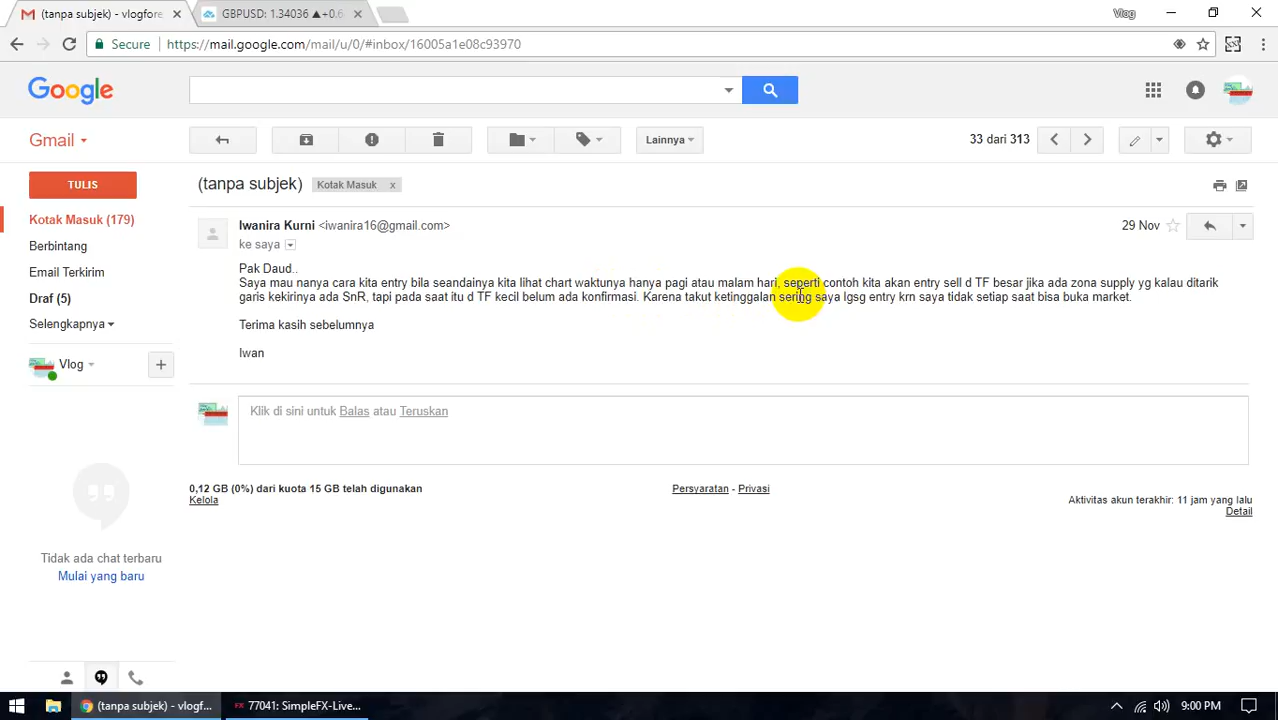 (tanpa subjek) - vlogfore
GBPUSD: 1.34036 ▲+0.6
Vlog
Secure
https://mail.google.com/mail/u/0/#inbox/16005a1e08c93970
Google
Gmail
Lainnya
33 dari 313
TULIS
(tanpa subjek)
Kotak Masuk x
Kotak Masuk (179)
Berbintang
Email Terkirim
Draf (5)
Selengkapnya
Vlog
Iwanira Kurni <iwanira16@gmail.com>
29 Nov
ke saya
Pak Daud..
Saya mau nanya cara kita entry bila seandainya kita lihat chart waktunya hanya pagi atau malam hari, seperti contoh kita akan entry sell d TF besar jika ada zona supply yg kalau ditarik
garis kekirinya ada SnR, tapi pada saat itu d TF kecil belum ada konfirmasi. Karena takut ketinggalan sering saya lgsg entry krn saya tidak setiap saat bisa buka market.
Terima kasih sebelumnya
Iwan
Klik di sini untuk Balas atau Teruskan
0,12 GB (0%) dari kuota 15 GB telah digunakan
Kelola
Persyaratan - Privasi
Aktivitas akun terakhir: 11 jam yang lalu
Detail
Tidak ada chat terbaru
Mulai yang baru
(tanpa subjek) - vlogf...
FX 77041: SimpleFX-Live...
9:00 PM